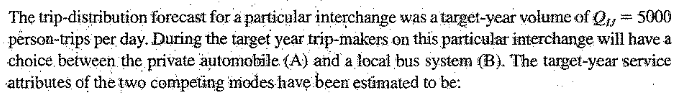 The trip-distribution forecast for a particular interchange was a target-year volume of Q_IJ = 5000
person-trips per day. During the target year trip-makers on this particular interchange will have a
choice between the private automobile (A) and a local bus system (B). The target-year service
attributes of the two competing modes have been estimated to be: